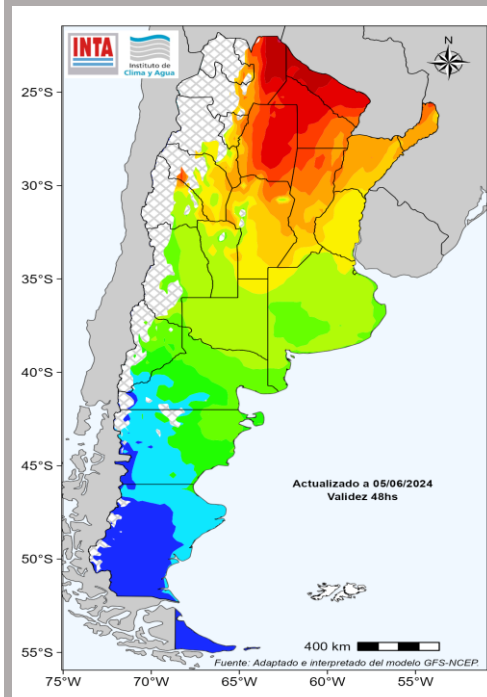 INTA
Instituto de
Clima y Agua
N
25°S
30°S
35°S
40°S
45°S
50°S
55°S
Actualizado a 05/06/2024
Validez 48hs
400 km
Fuente: Adaptado e interpretado del modelo GFS-NCEP.
75°W
70°W
65°W
60°W
55°W